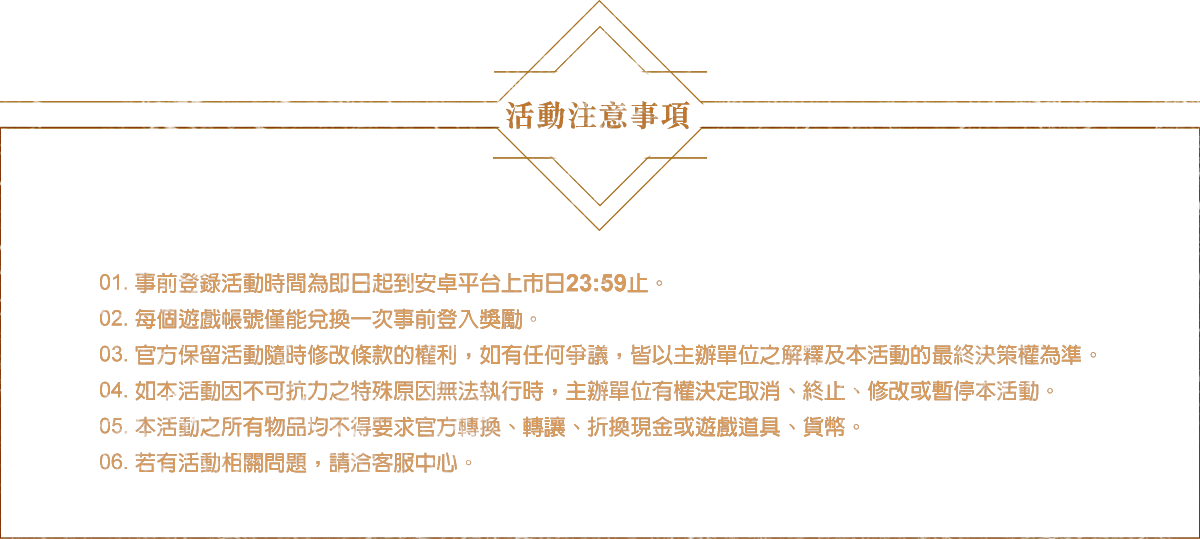 活動注意事項
01. 事前登錄活動時間為即日起到安卓平台上市日23:59止。
02. 每個遊戲帳號僅能兌換一次事前登入獎勵。
03. 官方保留活動隨時修改條款的權利，如有任何爭議，皆以主辦單位之解釋及本活動的最終決策權為準。
04. 如本活動因不可抗力之特殊原因無法執行時，主辦單位有權決定取消、終止、修改或暫停本活動。
05. 本活動之所有物品均不得要求官方轉換、轉讓、折換現金或遊戲道具、貨幣。
06. 若有活動相關問題，請洽客服中心。